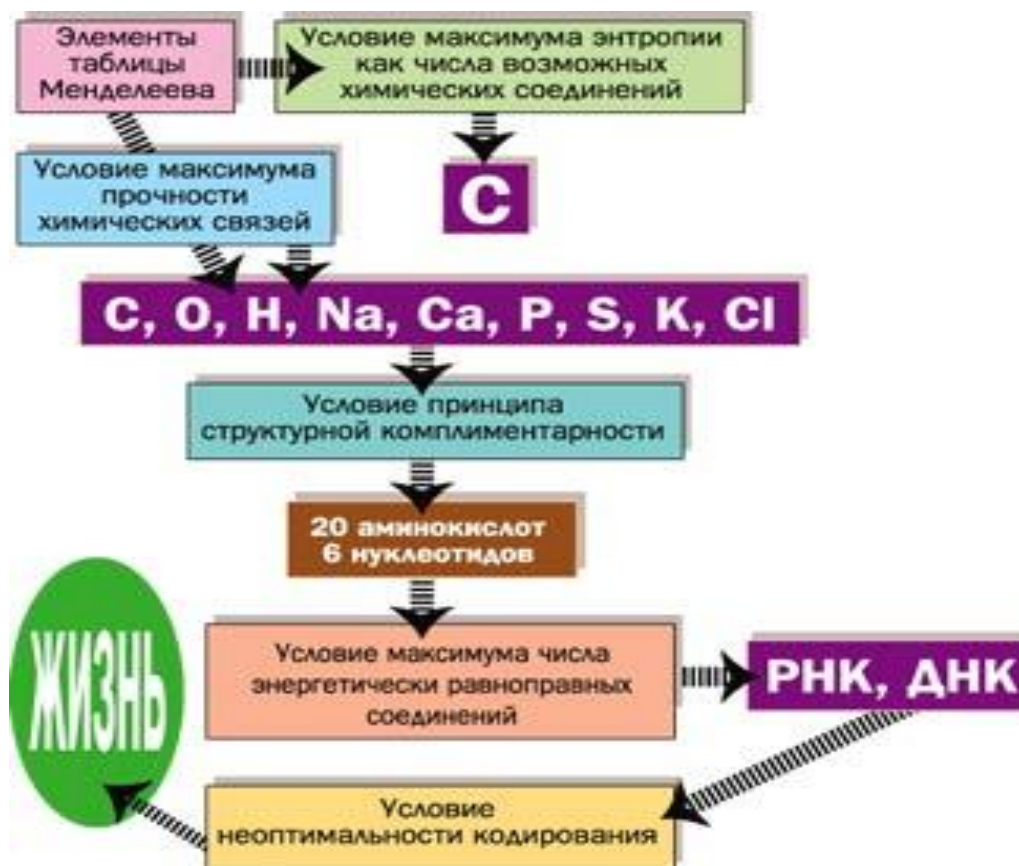 Элементы
таблицы
Менделеева
Условие максимума энтропии
как числа возможных
химических соединений
Условие максимума
прочности
химических связей
C
C, O, H, Na, Ca, P, S, K, Cl
Условие принципа
структурной комплиментарности
20 аминокислот
6 нуклеотидов
ЖИЗНЬ
Условие максимума числа
энергетически равноправных
соединений
РНК, ДНК
Условие
неоптимальности кодирования